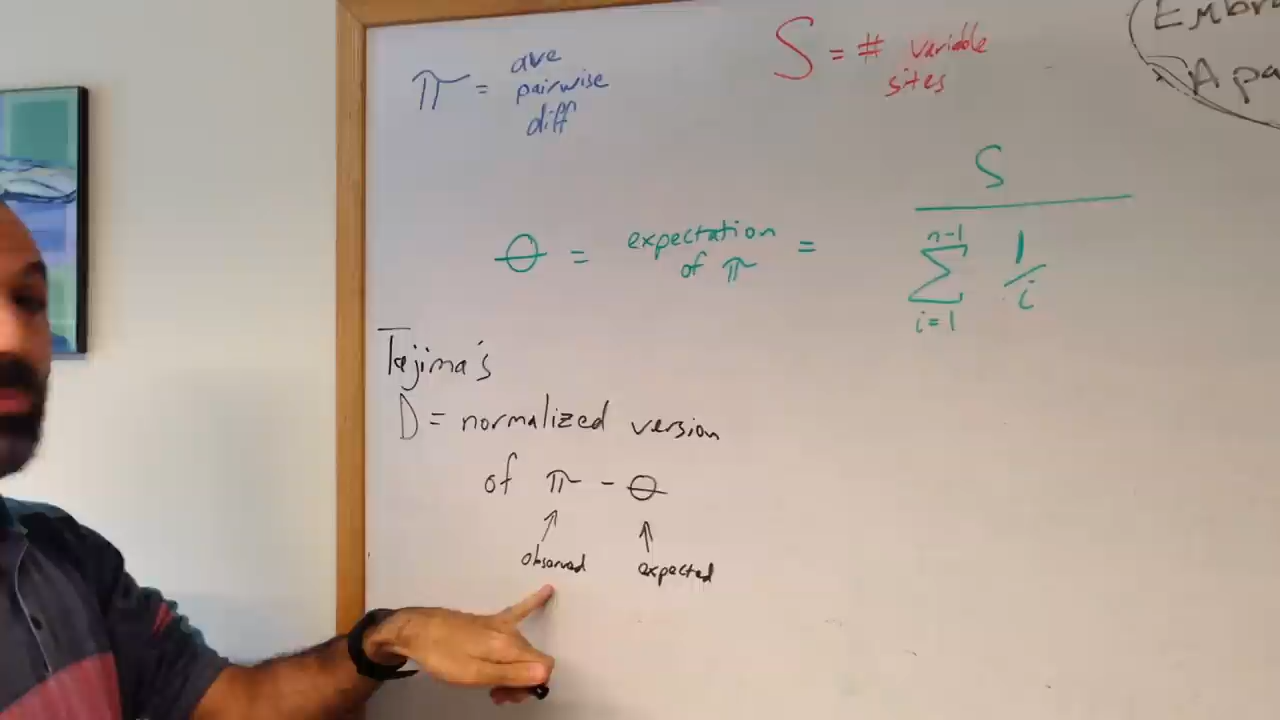 π = ave
pairwise
diff
S = # variable
sites
θ = expectation
of π =
S
n-1
∑ 1/i
i=1
Tajima's
D = normalized version
of π - θ
observed expected